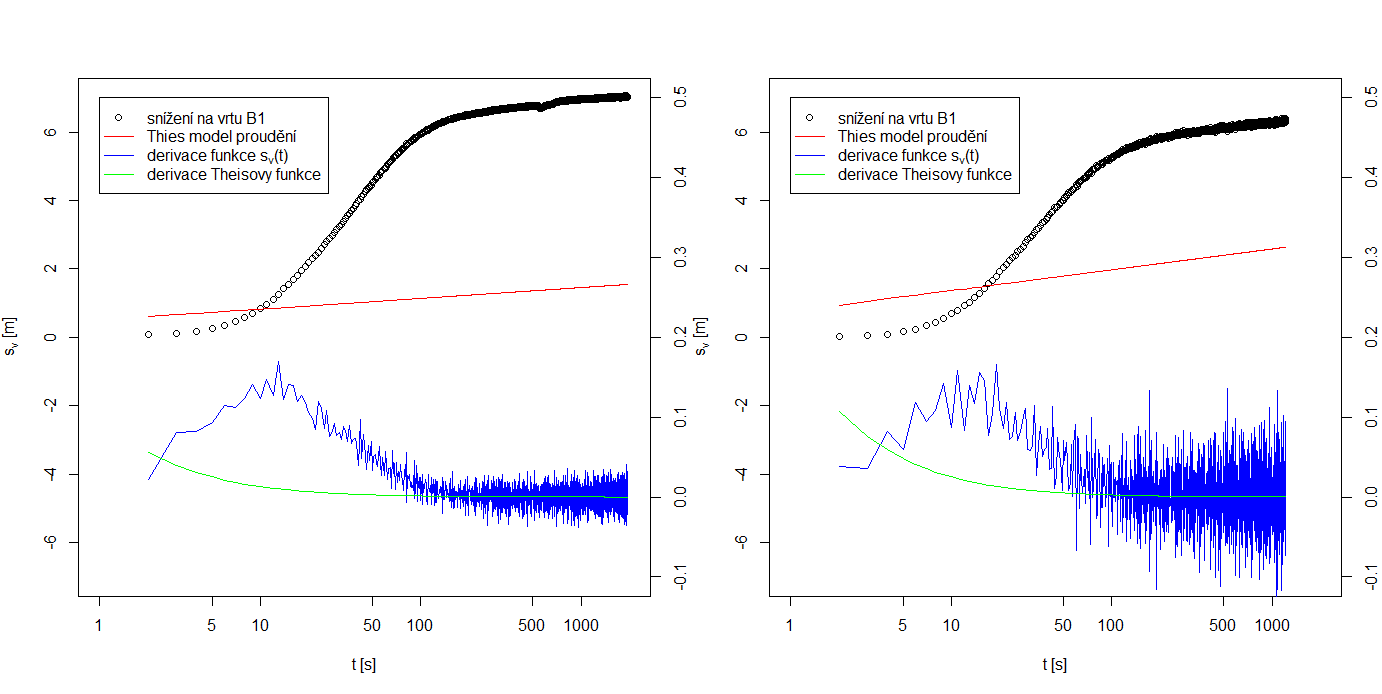 snížení na vrtu B1
Thies model proudění
derivace funkce sv(t)
derivace Theisovy funkce
6
4
2
0
-2
-4
-6
sv [m]
0.5
0.4
0.3
0.2
0.1
0.0
-0.1
1 5 10 50 100 500 1000
t [s]
snížení na vrtu B1
Thies model proudění
derivace funkce sv(t)
derivace Theisovy funkce
6
4
2
0
-2
-4
-6
sv [m]
0.5
0.4
0.3
0.2
0.1
0.0
-0.1
1 5 10 50 100 500 1000
t [s]